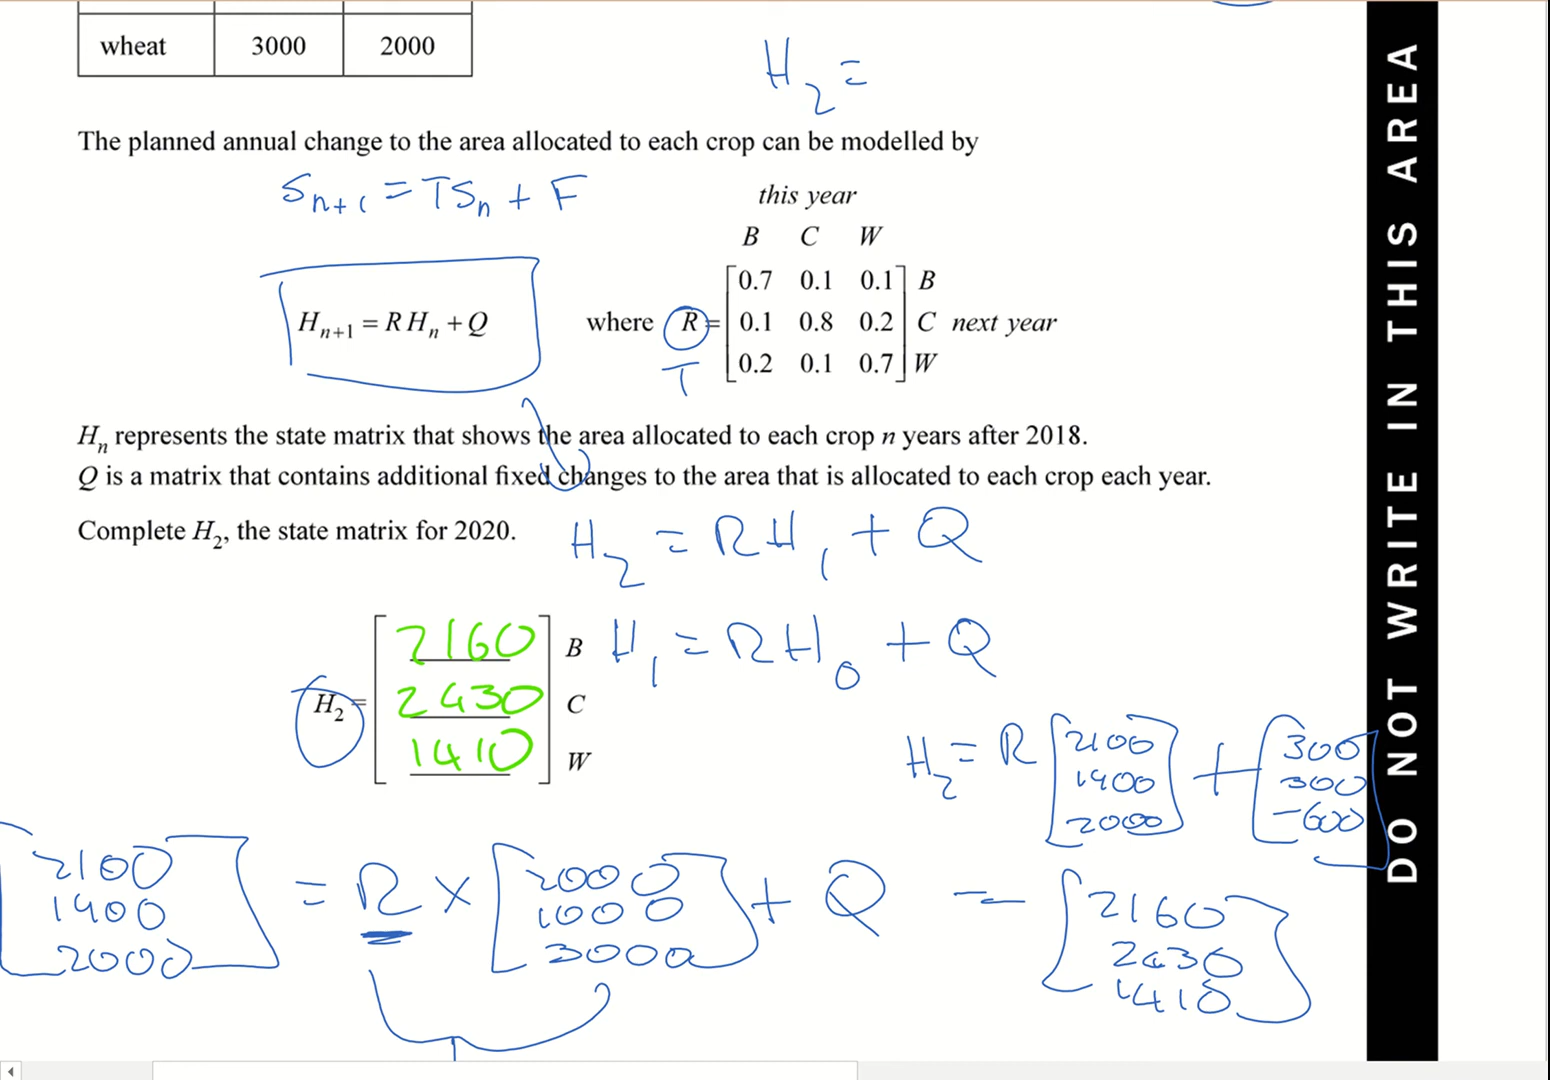 wheat 3000 2000
H2 =
The planned annual change to the area allocated to each crop can be modelled by
Sn+1 = TSn + F
this year
B C W
0.7 0.1 0.1 B
Hn+1 = R Hn + Q where R = 0.1 0.8 0.2 C next year
0.2 0.1 0.7 W
T
Hn represents the state matrix that shows the area allocated to each crop n years after 2018.
Q is a matrix that contains additional fixed changes to the area that is allocated to each crop each year.
Complete H2, the state matrix for 2020.
H2 = RH1 + Q
2160 B H1 = RH0 + Q
H2 = 2430 C
1410 W
H2 = R [2100 1400 2000] + [300 300 -600]
[2100 1400 2000] = R × [2000 1000 3000] + Q = [2160 2430 1410]
DO NOT WRITE IN THIS AREA